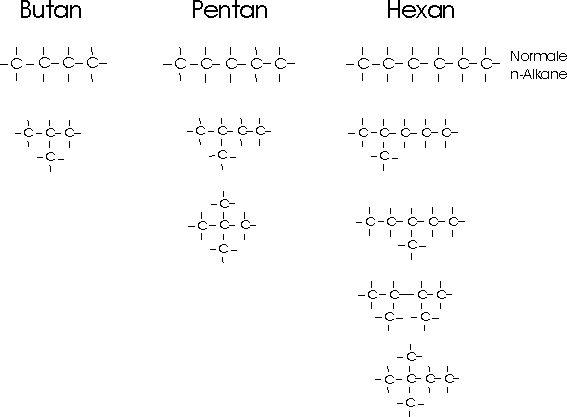 Butan Pentan Hexan
-C-C-C-C- -C-C-C-C-C- -C-C-C-C-C-C- Normale
n-Alkane
-C-C-C- -C-C-C-C- -C-C-C-C-C-
-C- -C- -C-
-C-
-C-C-C- -C-C-C-C-C-
-C- -C-
-C-C-C-C-
-C- -C-
-C-
-C-C-C-C-
-C-